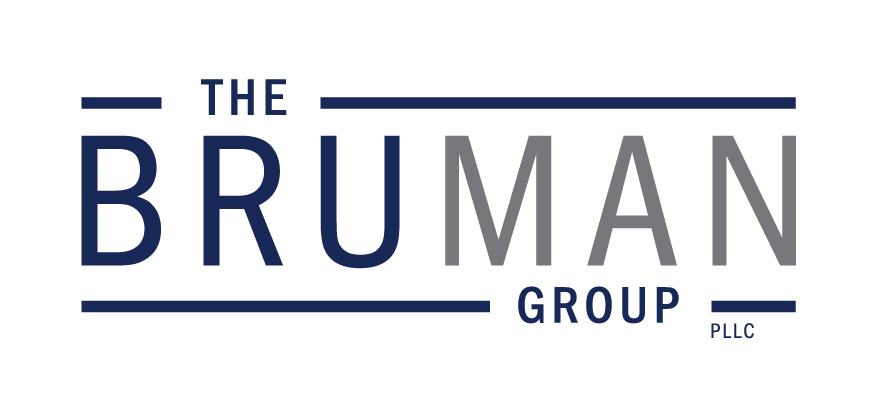 THE
BRUMAN
GROUP
PLLC